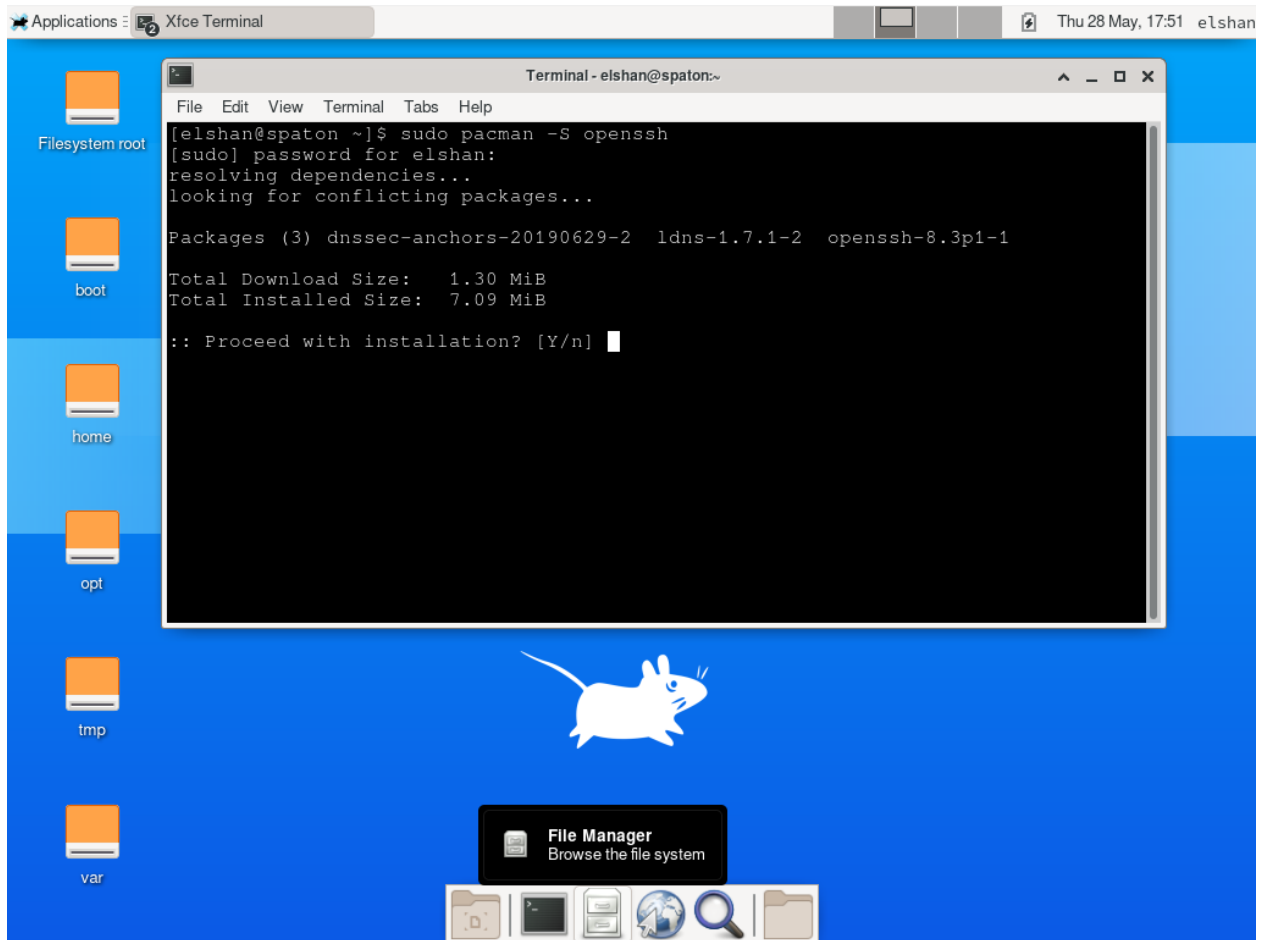 Applications
2
Xfce Terminal
Thu 28 May, 17:51
elshan
Terminal - elshan@spaton:~
File Edit View Terminal Tabs Help
[elshan@spaton ~]$ sudo pacman -S openssh
[sudo] password for elshan:
resolving dependencies...
looking for conflicting packages...
Packages (3) dnssec-anchors-20190629-2  ldns-1.7.1-2  openssh-8.3p1-1
Total Download Size:   1.30 MiB
Total Installed Size:  7.09 MiB
:: Proceed with installation? [Y/n]
Filesystem root
boot
home
opt
tmp
var
File Manager
Browse the file system
[D]